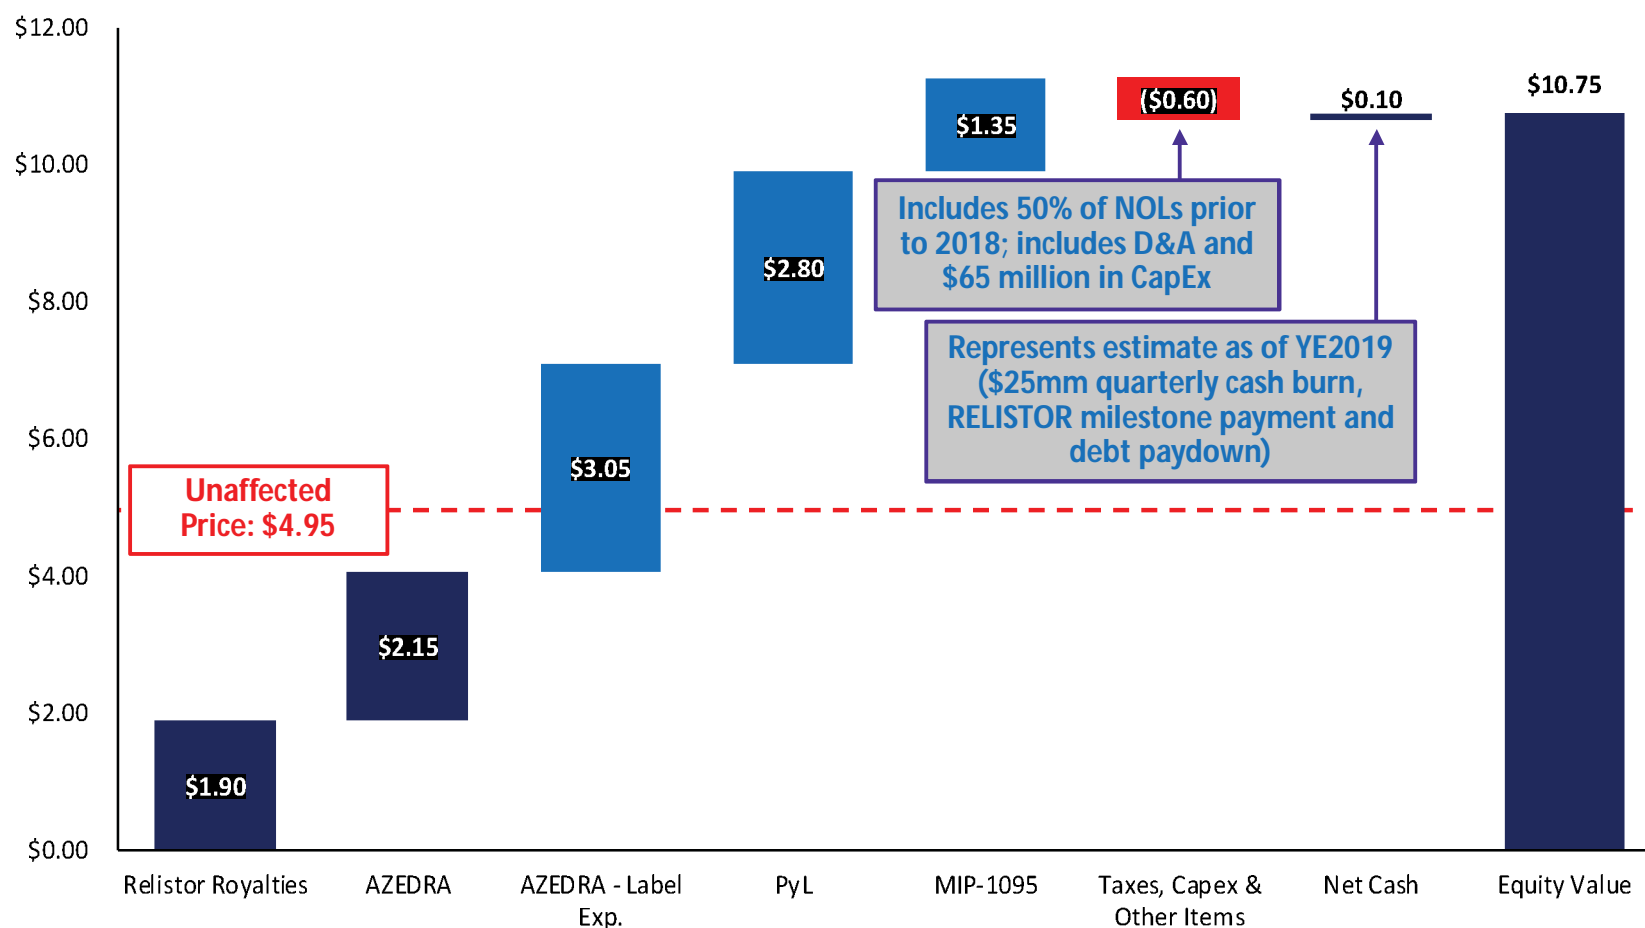 $12.00
$10.00
$8.00
$6.00
$4.00
$2.00
$0.00
$1.90
$2.15
$3.05
$2.80
$1.35
($0.60)
$0.10
$10.75
Unaffected
Price: $4.95
Includes 50% of NOLs prior
to 2018; includes D&A and
$65 million in CapEx
Represents estimate as of YE2019
($25mm quarterly cash burn,
RELISTOR milestone payment and
debt paydown)
Relistor Royalties
AZEDRA
AZEDRA - Label
Exp.
PyL
MIP-1095
Taxes, Capex &
Other Items
Net Cash
Equity Value